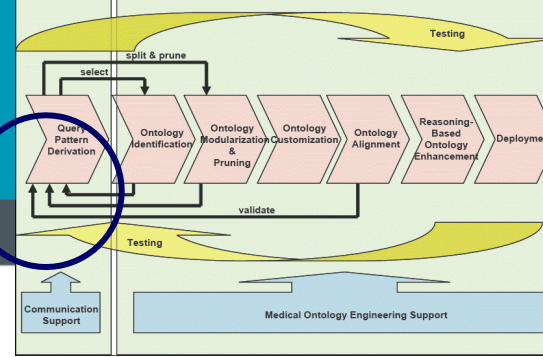 Testing
split & prune
select
Query
Pattern
Derivation
Ontology
Identification
Ontology
Modularization
&
Pruning
Ontology
Customization
Ontology
Alignment
Reasoning-
Based
Ontology
Enhancement
Deployme
validate
Testing
Communication
Support
Medical Ontology Engineering Support